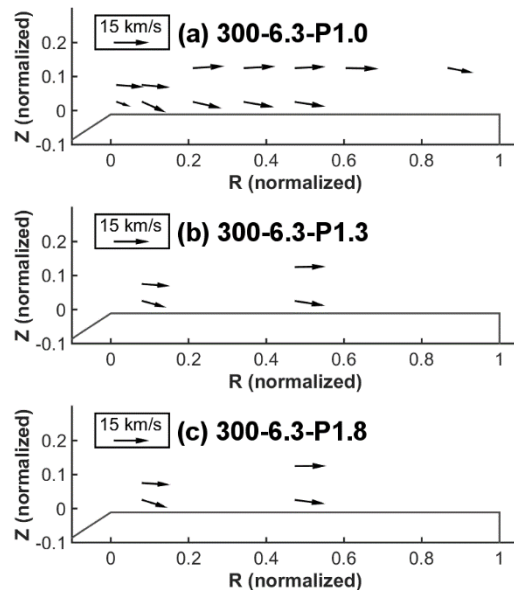 15 km/s
(a) 300-6.3-P1.0
Z (normalized)
0.2
0.1
0
-0.1
0
0.2
0.4
0.6
0.8
1
R (normalized)
15 km/s
(b) 300-6.3-P1.3
Z (normalized)
0.2
0.1
0
-0.1
0
0.2
0.4
0.6
0.8
1
R (normalized)
15 km/s
(c) 300-6.3-P1.8
Z (normalized)
0.2
0.1
0
-0.1
0
0.2
0.4
0.6
0.8
1
R (normalized)